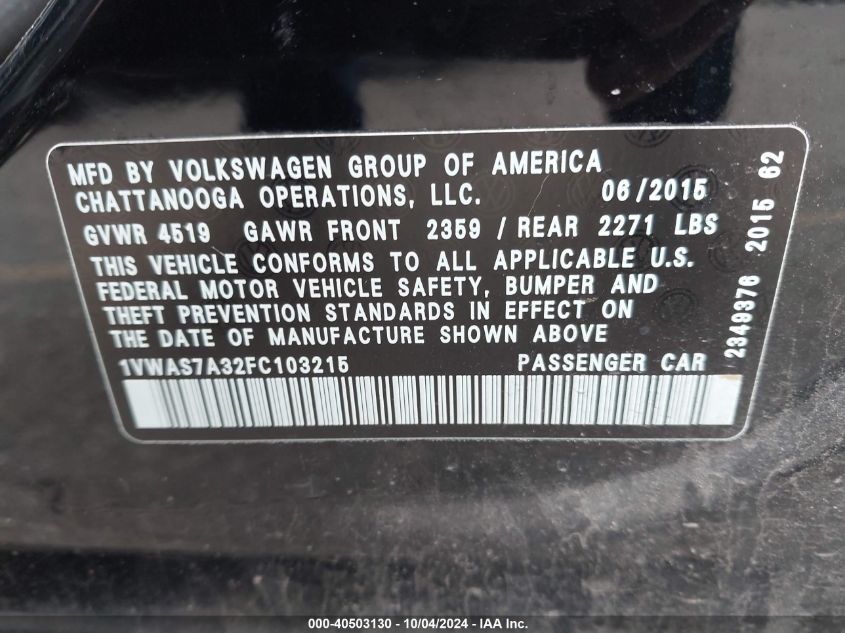 MFD BY VOLKSWAGEN GROUP OF AMERICA
CHATTANOOGA OPERATIONS, LLC. 06/2015
GVWR 4519 GAWR FRONT 2359 / REAR 2271 LBS
THIS VEHICLE CONFORMS TO ALL APPLICABLE U.S.
FEDERAL MOTOR VEHICLE SAFETY, BUMPER AND
THEFT PREVENTION STANDARDS IN EFFECT ON
THE DATE OF MANUFACTURE SHOWN ABOVE
1VWAS7A32FC103215 PASSENGER CAR
2349376 2015 62
000-40503130 - 10/04/2024 - IAA Inc.